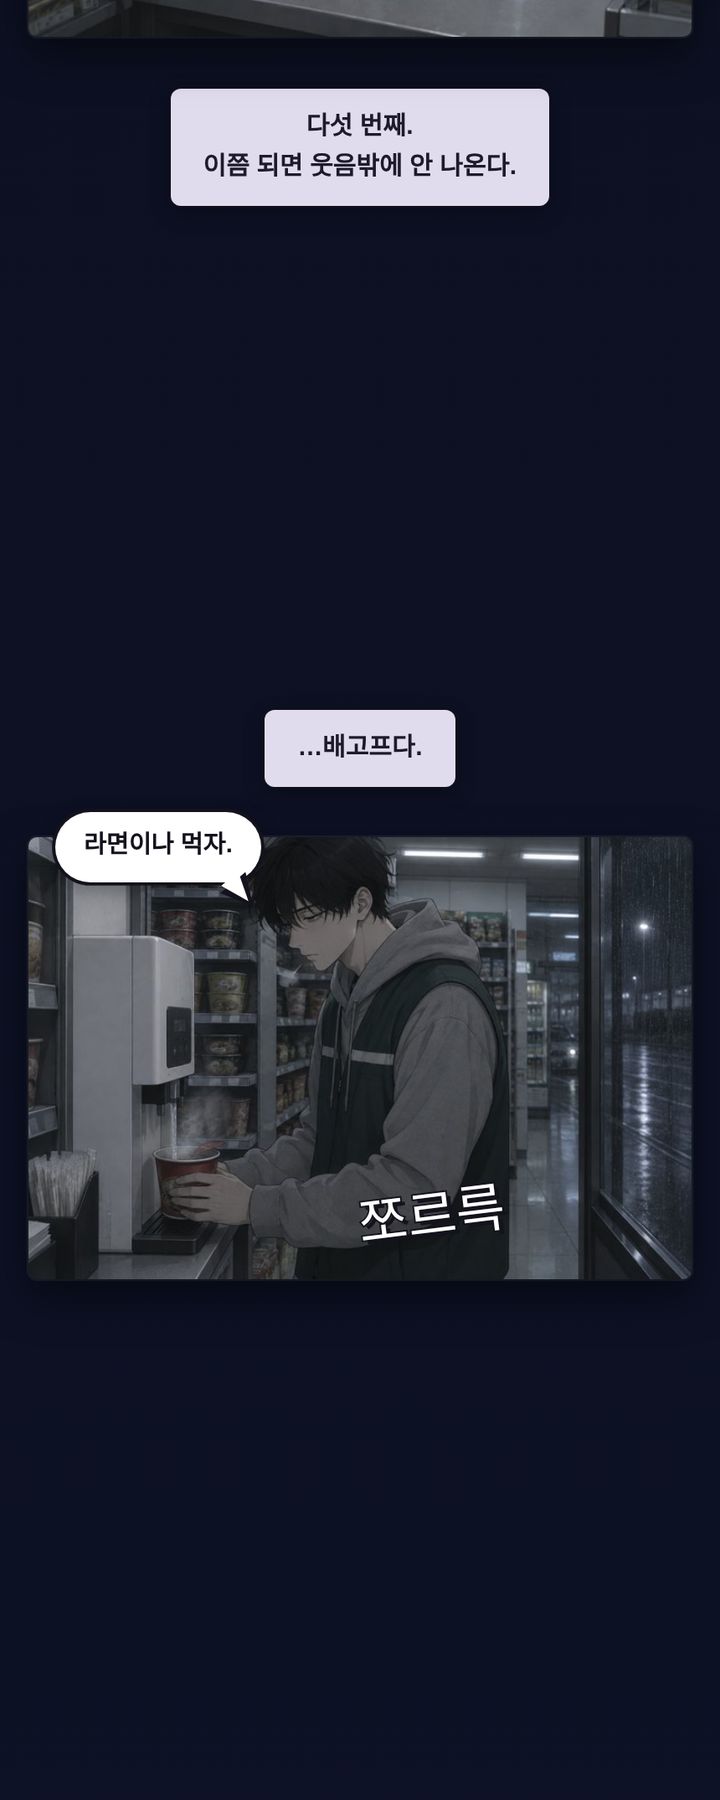 다섯 번째.
이쯤 되면 웃음밖에 안 나온다.
...배고프다.
라면이나 먹자.
쪼르륵